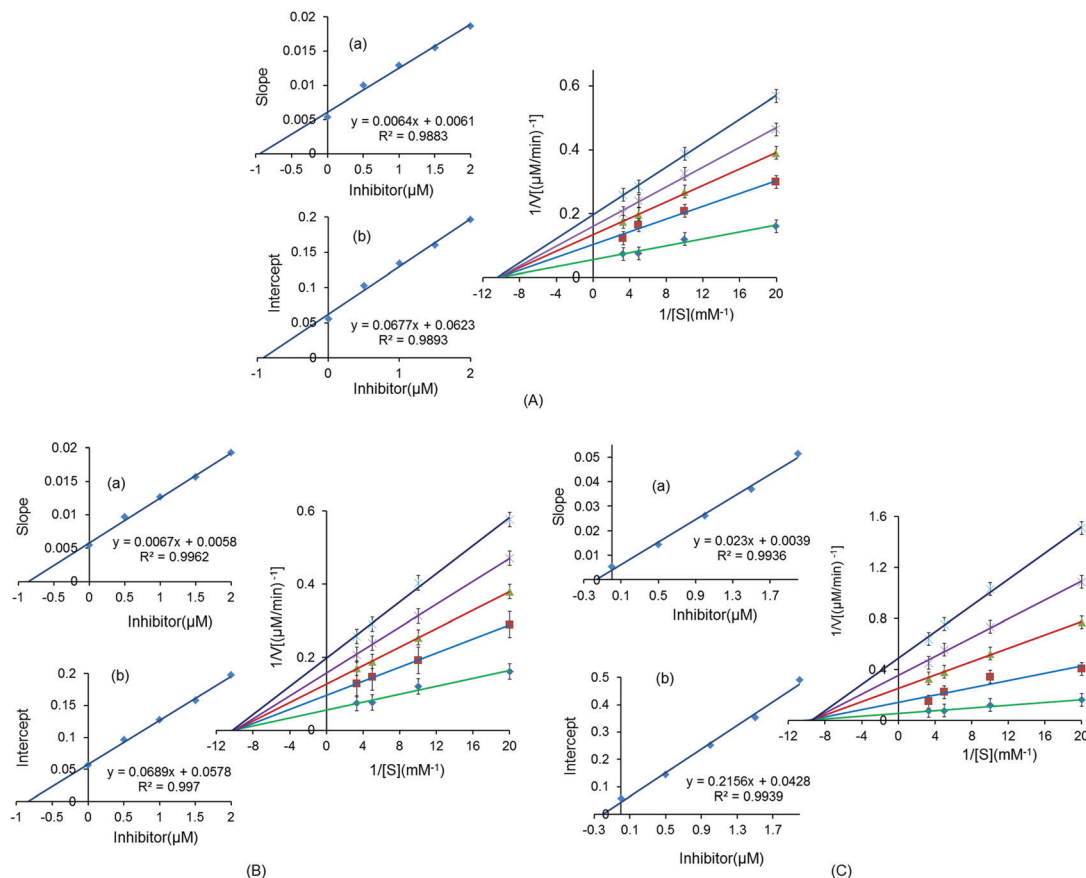 0.02
(a)
0.015
0.01
0.005
0
Slope
y = 0.0064x + 0.0061
R² = 0.9883
-1 -0.5 0 0.5 1 1.5 2
Inhibitor(µM)
0.2
(b)
0.15
0.1
0.05
0
Intercept
y = 0.0677x + 0.0623
R² = 0.9893
-1 -0.5 0 0.5 1 1.5 2
Inhibitor(µM)
0.8
0.6
0.4
0.2
0
1/V[(µM/min) -1]
-12 -8 -4 0 4 8 12 16 20
1/[S](mM-1)
(A)
0.02
(a)
0.015
0.01
0.005
0
Slope
y = 0.0067x + 0.0058
R² = 0.9962
-1 -0.5 0 0.5 1 1.5 2
Inhibitor(µM)
0.2
(b)
0.15
0.1
0.05
0
Intercept
y = 0.0689x + 0.0578
R² = 0.997
-1 -0.5 0 0.5 1 1.5 2
Inhibitor(µM)
0.6
0.4
0.2
0
1/V[(µM/min) -1]
-12 -8 -4 0 4 8 12 16 20
1/[S](mM-1)
(B)
0.05
(a)
0.04
0.03
0.02
0.01
0
Slope
y = 0.023x + 0.0039
R² = 0.9936
-0.3 0.1 0.5 0.9 1.3 1.7
Inhibitor(µM)
0.5
(b)
0.4
0.3
0.2
0.1
0
Intercept
y = 0.2156x + 0.0428
R² = 0.9939
-0.3 0.1 0.5 0.9 1.3 1.7
Inhibitor(µM)
1.6
1.2
0.8
0.4
0
1/V[(µM/min) -1]
-12 -8 -4 0 4 8 12 16 20
1/[S](mM-1)
(C)